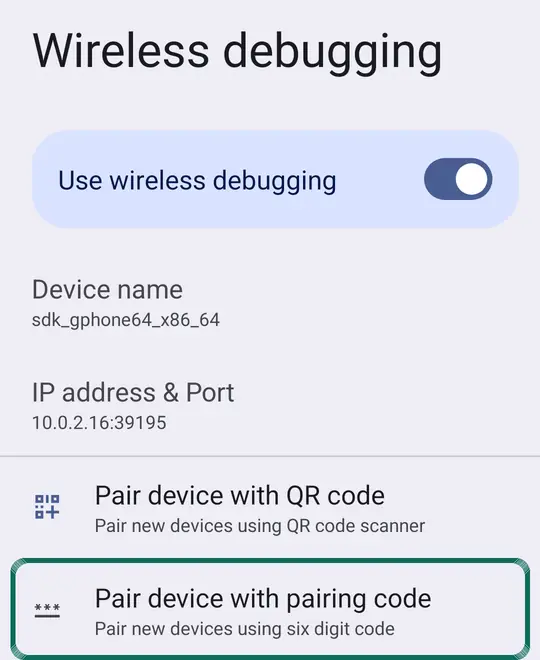 Wireless debugging
Use wireless debugging
Device name
sdk_gphone64_x86_64
IP address & Port
10.0.2.16:39195
Pair device with QR code
Pair new devices using QR code scanner
***
Pair device with pairing code
Pair new devices using six digit code